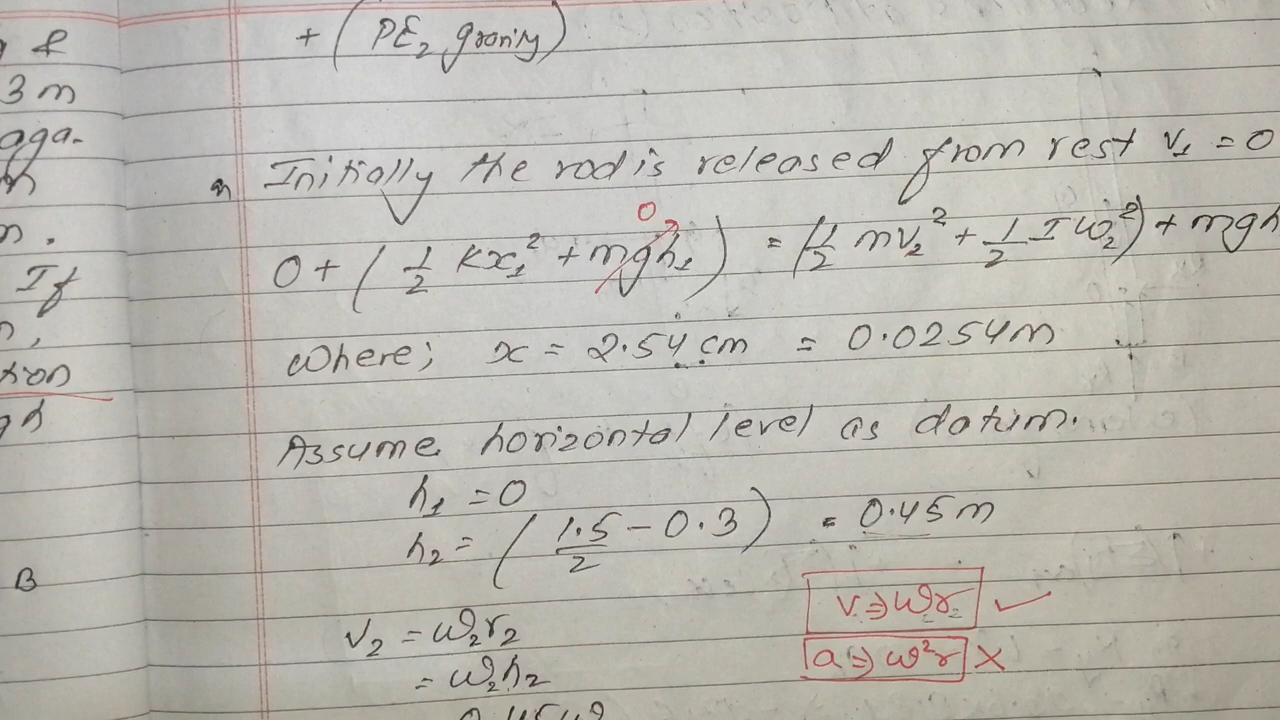 + (PE₂ gravity)
3 m
Initially the rod is released from rest v₁ = 0
0 + (1/2 Kx₁² + mgh₁) = (1/2 mv₂² + 1/2 Iω₂²) + mgh
0
If
where; x = 2.54 cm = 0.0254m
Assume horizontal level as datum.
h₁ = 0
h₂ = (1.5/2 - 0.3) = 0.45m
B
v ⇒ ωr ✓
v₂ = ω₂r₂
a ⇒ ω²r ×
= ω₂h₂